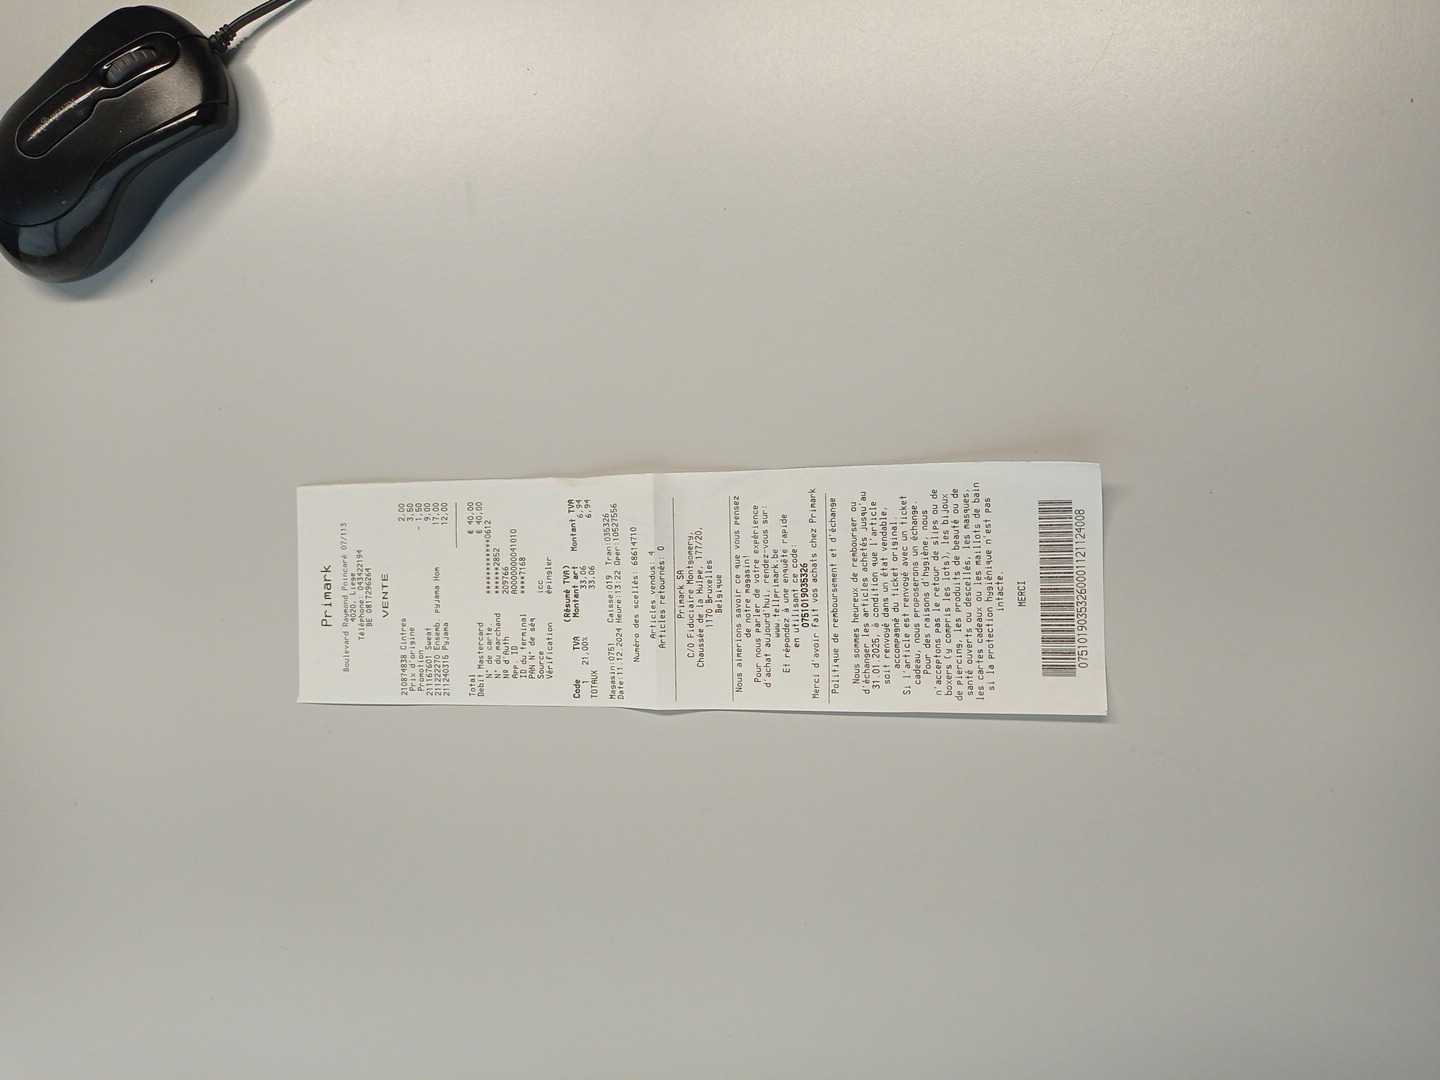 Primark
Boulevard Raymond Poincaré 07/113
4020, Liege
Téléphone 043422194
BE 0817296264
VENTE
210874838 Cintres 2,00
Prix d'origine 3,50
Promotion - 1,50
211167601 Sweat 9,00
211222270 Ensemb. Pyjama Hom 17,00
211240315 Pyjama 12,00
Total € 40,00
Debit Mastercard € 40,00
N° de carte. ************0612
N° du marchand ******2852
Nº d'auth 209766
App. ID A0000000041010
ID du terminal ****7168
PAN N° de séq
Source icc
Vérification épingler
(Résumé TVA)
Code TVA Montant art Montant TVA
1 21,00% 33,06 6,94
TOTAUX 33,06 6,94
Magasin:0751 Caisse:019 Tran:035326
Date:11.12.2024 Heure:13:22 Oper:10527556
Numéro des scellés: 68614710
Articles vendus: 4
Articles retournés: 0
Primark SA
C/O Fiduciaire Montgomery,
Chaussée de la Hulpe, 177/20,
1170 Bruxelles
Belgique
Nous aimerions savoir ce que vous pensez
de notre magasin!
Pour nous parler de votre expérience
d'achat aujourd'hui, rendez-vous sur:
www.tellprimark.be
Et répondez à une enquête rapide
en utilisant ce code:
0751019035326
Merci d'avoir Fait vos achats chez Primark
Politique de remboursement et d'échange
Nous sommes heureux de rembourser ou
d'échanger les articles achetés jusqu'au
31.01.2025, à condition que l'article
soit renvoyé dans un état vendable,
accompagné du ticket original.
Si l'article est renvoyé avec un ticket
cadeau, nous proposerons un échange.
Pour des raisons d'hygiène, nous
n'acceptons pas le retour de slips ou de
boxers (y compris les lots), les bijoux
de piercing, les produits de beauté ou de
santé ouverts ou descellés, les masques,
les cartes cadeaux ou les maillots de bain
si la protection hygiénique n'est pas
intacte.
MERCI
07510190353260001121124008